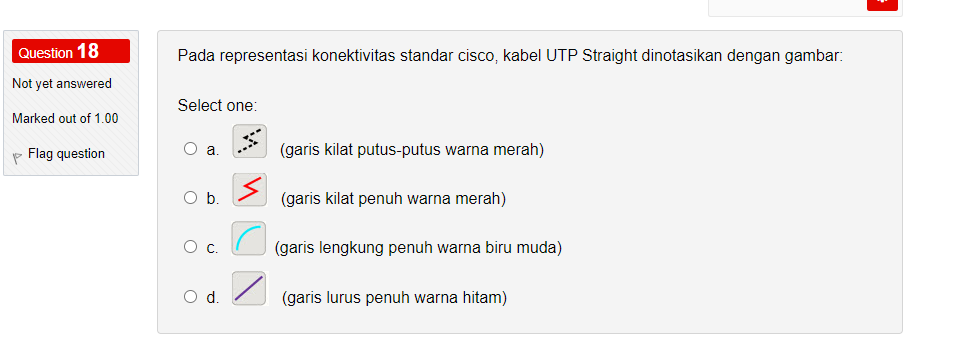 Question 18
Not yet answered
Marked out of 1.00
Flag question
Pada representasi konektivitas standar cisco, kabel UTP Straight dinotasikan dengan gambar:
Select one:
a. (garis kilat putus-putus warna merah)
b. (garis kilat penuh warna merah)
c. (garis lengkung penuh warna biru muda)
d. (garis lurus penuh warna hitam)